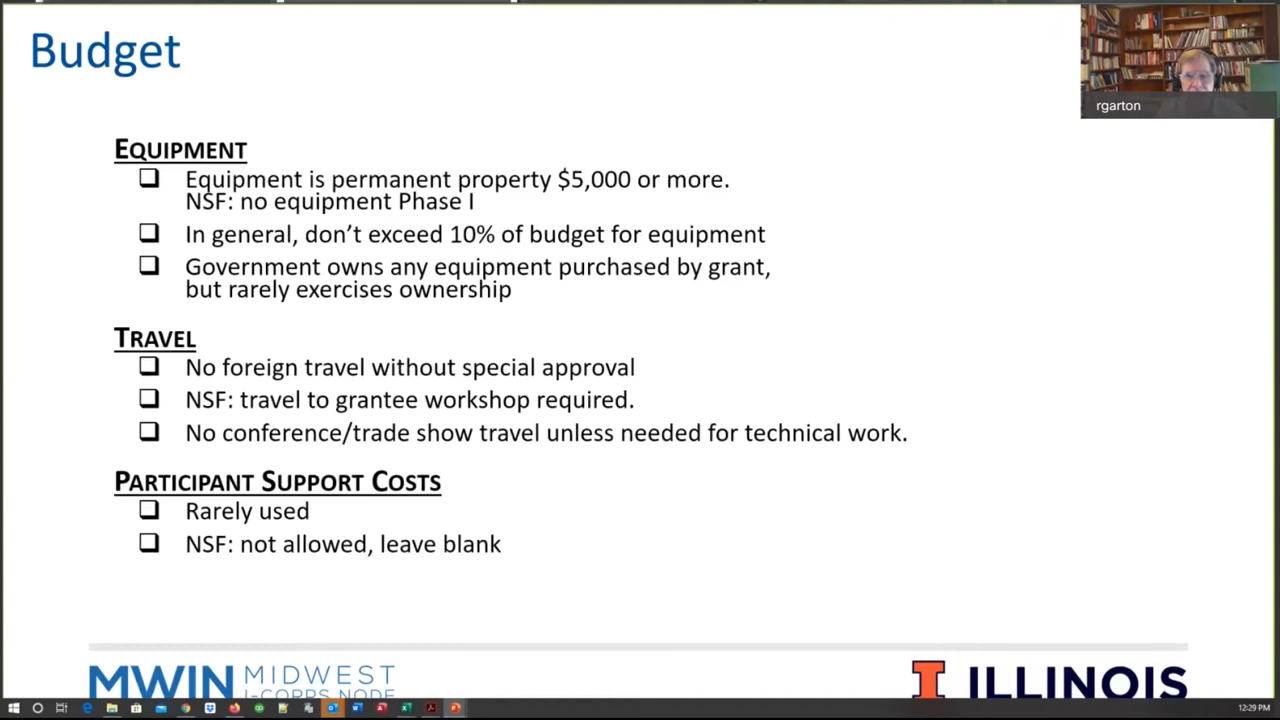 Budget
rgarton
EQUIPMENT
Equipment is permanent property $5,000 or more.
NSF: no equipment Phase I
In general, don't exceed 10% of budget for equipment
Government owns any equipment purchased by grant,
but rarely exercises ownership
TRAVEL
No foreign travel without special approval
NSF: travel to grantee workshop required.
No conference/trade show travel unless needed for technical work.
PARTICIPANT SUPPORT COSTS
Rarely used
NSF: not allowed, leave blank
MWIN MIDWEST
I-CORPS NODE
I ILLINOIS
12:29 PM